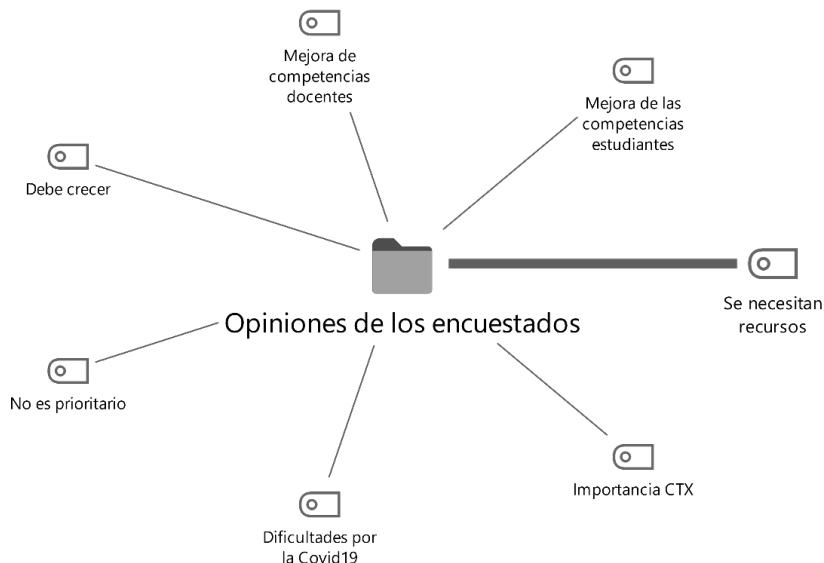 Mejora de
competencias
docentes
Mejora de las
competencias
estudiantes
Debe crecer
Se necesitan
recursos
Opiniones de los encuestados
No es prioritario
Importancia CTX
Dificultades por
la Covid19